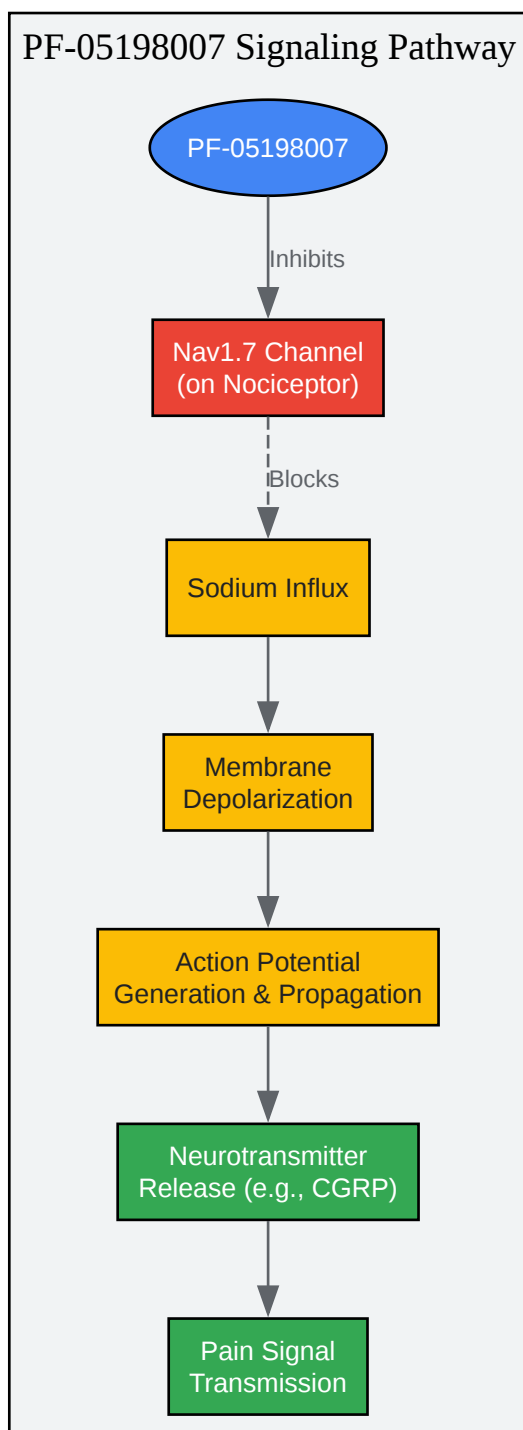 PF-05198007 Signaling Pathway
PF-05198007
Inhibits
Nav1.7 Channel
(on Nociceptor)
Blocks
Sodium Influx
Membrane
Depolarization
Action Potential
Generation & Propagation
Neurotransmitter
Release (e.g., CGRP)
Pain Signal
Transmission